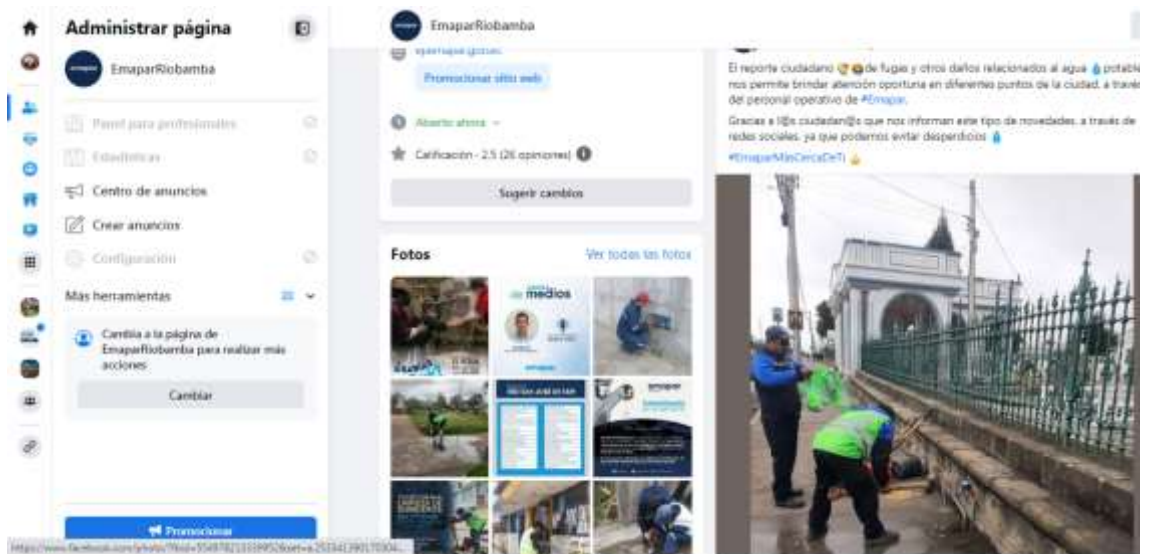 Administrar página
EmaparRiobamba
Panel para profesionales
Estadísticas
Centro de anuncios
Crear anuncios
Configuración
Más herramientas
Cambia a la página de
EmaparRiobamba para realizar más
acciones
Cambiar
Promocionar
EmaparRiobamba
Promocionar sitio web
Abierto ahora
Calificación - 2.5 (26 opiniones)
Sugerir cambios
Fotos
Ver todas las fotos
medios
emapar
El reporte ciudadano de fugas y otros daños relacionados al agua potable
nos permite brindar atención oportuna en diferentes puntos de la ciudad, a través
del personal operativo de #Emapar.
Gracias a l@s ciudadan@s que nos informan este tipo de novedades, a través de
redes sociales, ya que podemos evitar desperdicios
#EmaparMásCercaDeTi